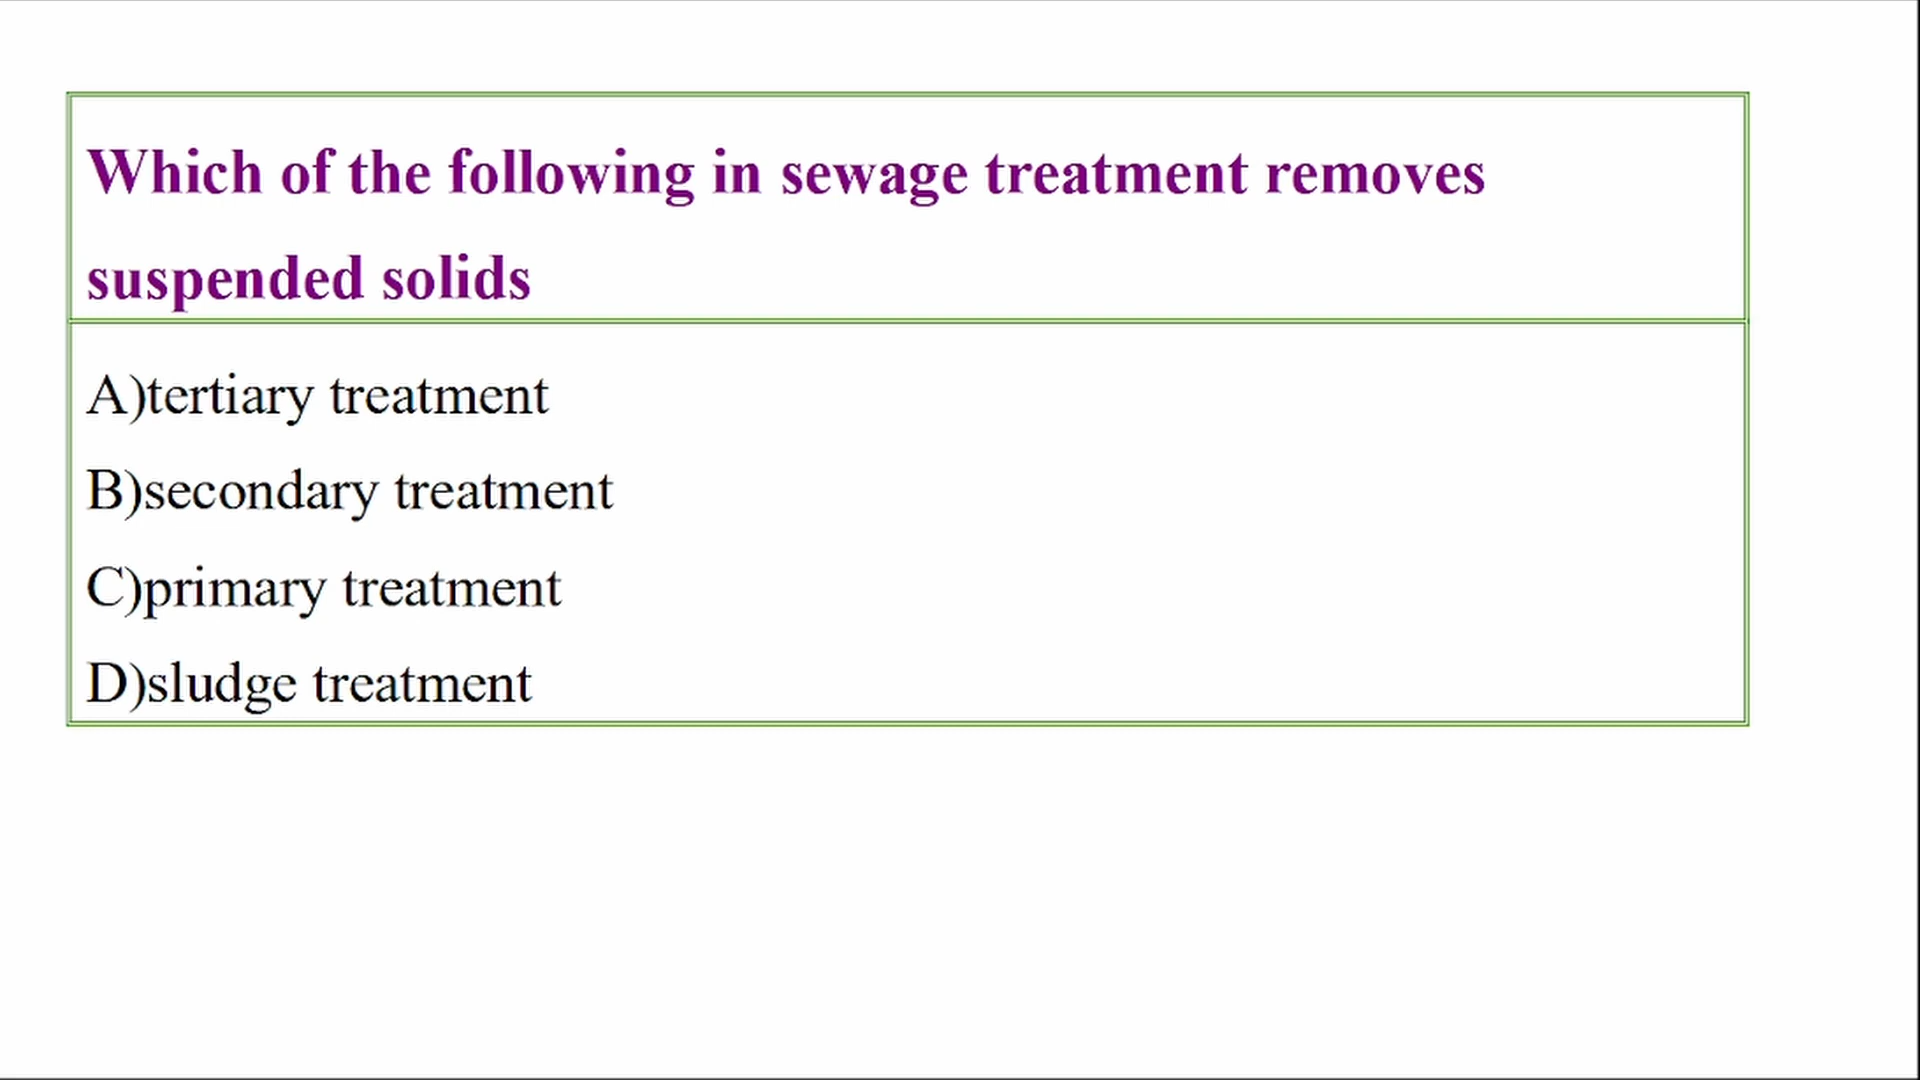 Which of the following in sewage treatment removes
suspended solids
A)tertiary treatment
B)secondary treatment
C)primary treatment
D)sludge treatment